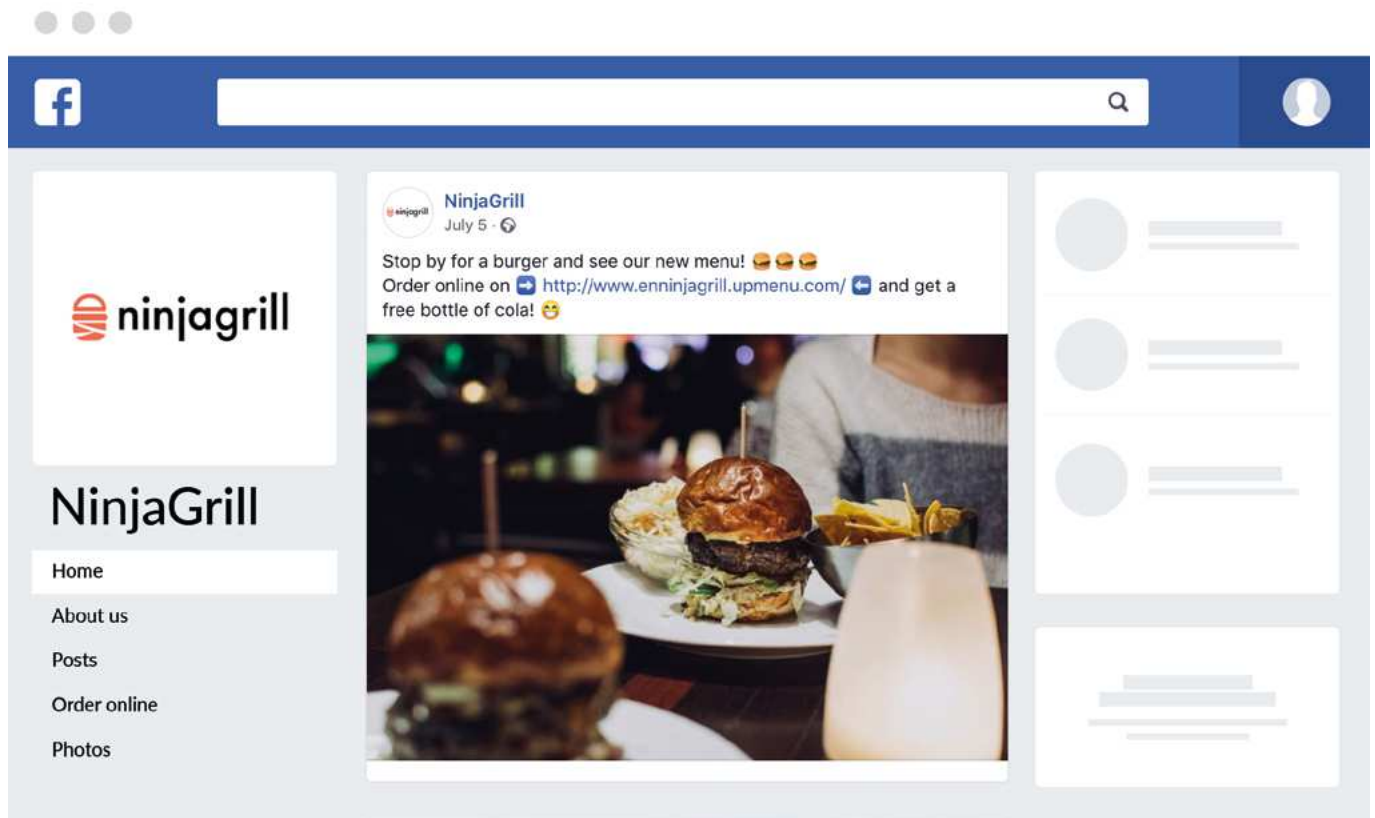 f
ninjagrill
NinjaGrill
Home
About us
Posts
Order online
Photos
ninjagrill
NinjaGrill
July 5 ·
Stop by for a burger and see our new menu! 🍔🍔🍔
Order online on ➡️ http://www.enninjagrill.upmenu.com/ ⬅️ and get a
free bottle of cola! 😁